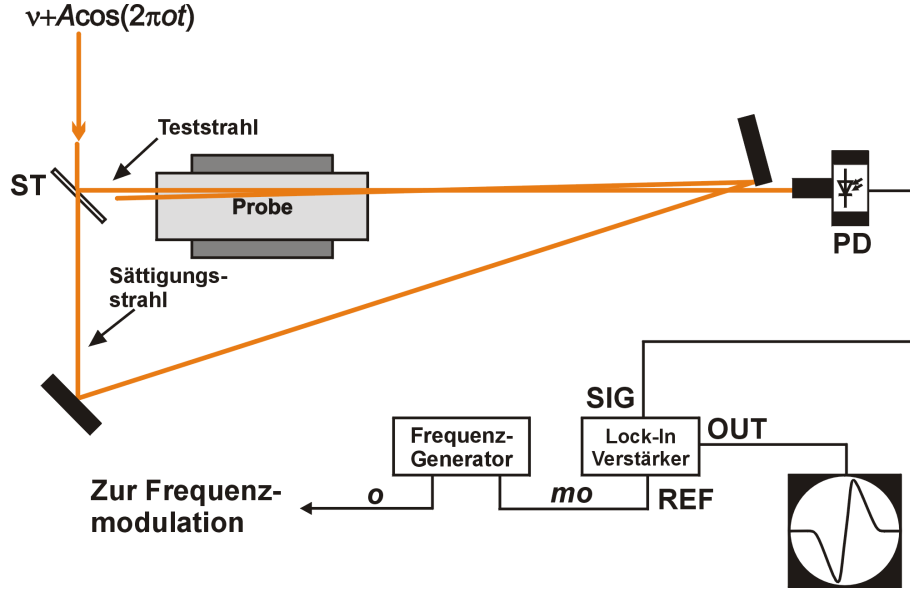 ν+Acos(2πot)
Teststrahl
ST
Probe
PD
Sättigungs-
strahl
SIG
OUT
Frequenz-
Generator
Lock-In
Verstärker
Zur Frequenz-
modulation
o
mo
REF